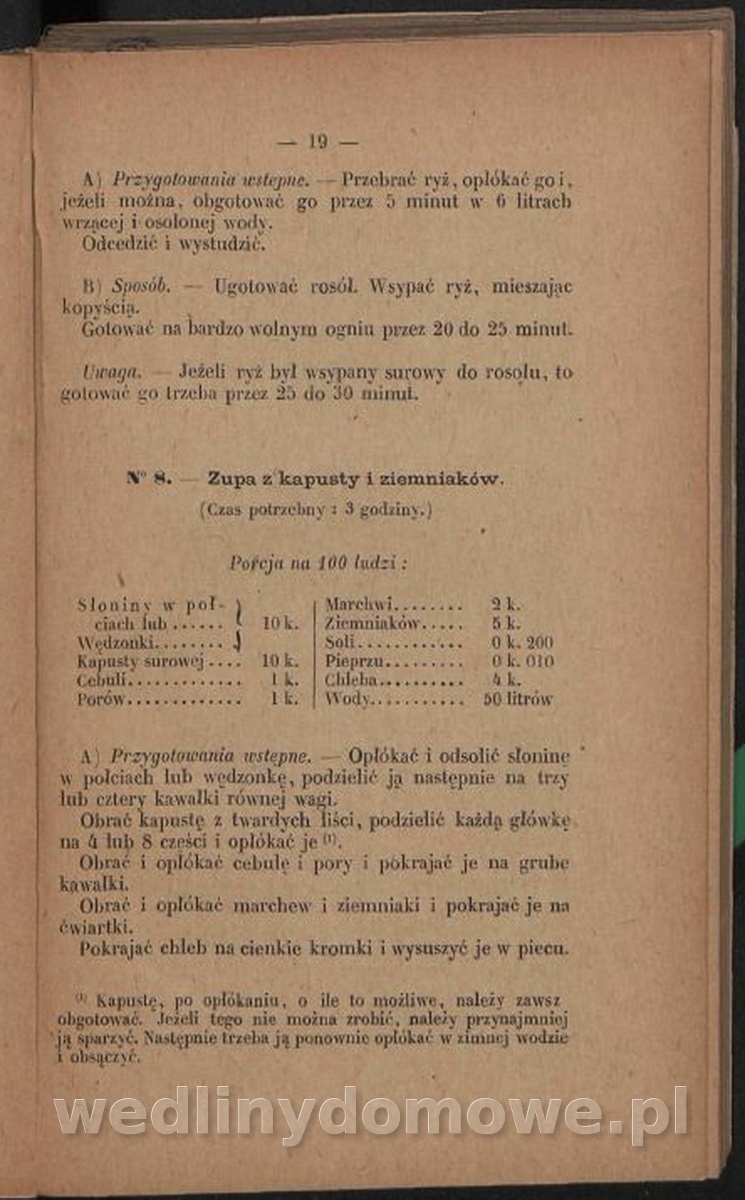 — 19 —
A) Przygotowania wstępne. — Przebrać ryż, opłókać go i,
jeżeli można, obgotować go przez 5 minut w 6 litrach
wrzącej i osolonej wody.
Odcedzić i wystudzić.
B) Sposób. — Ugotować rosół. Wsypać ryż, mieszając
kopyścią.
Gotować na bardzo wolnym ogniu przez 20 do 25 minut.
Uwaga. — Jeżeli ryż był wsypany surowy do rosołu, to
gotować go trzeba przez 25 do 30 minut.
N° 8. — Zupa z kapusty i ziemniaków.
(Czas potrzebny : 3 godziny.)
Porcja na 100 ludzi :
Słoniny w poł-
ciach lub ...... } 10 k.
Wędzonki........
Kapusty surowej .... 10 k.
Cebuli............. 1 k.
Porów............. 1 k.
Marchwi........ 2 k.
Ziemniaków..... 5 k.
Soli............ 0 k. 200
Pieprzu......... 0 k. 010
Chleba.......... 4 k.
Wody............ 50 litrów
A) Przygotowania wstępne. — Opłókać i odsolić słoninę
w połciach lub wędzonkę, podzielić ją następnie na trzy
lub cztery kawałki równej wagi.
Obrać kapustę z twardych liści, podzielić każdą główkę
na 4 lub 8 części i opłókać je (1).
Obrać i opłókać cebulę i pory i pokrajać je na grube
kawałki.
Obrać i opłókać marchew i ziemniaki i pokrajać je na
ćwiartki.
Pokrajać chleb na cienkie kromki i wysuszyć je w piecu.
(1) Kapustę, po opłókaniu, o ile to możliwe, należy zawsz
obgotować. Jeżeli tego nie można zrobić, należy przynajmniej
ją sparzyć. Następnie trzeba ją ponownie opłókać w zimnej wodzie
i obsączyć.
wedlinydomowe.pl